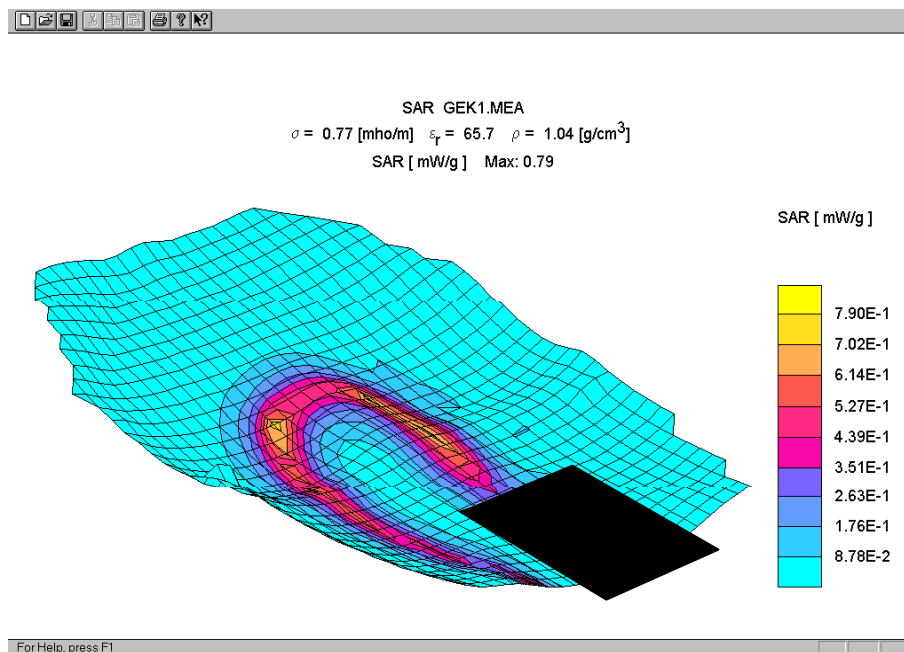 SAR GEK1.MEA
σ = 0.77 [mho/m] εr = 65.7 ρ = 1.04 [g/cm³]
SAR [ mW/g ] Max: 0.79
SAR [ mW/g ]
7.90E-1
7.02E-1
6.14E-1
5.27E-1
4.39E-1
3.51E-1
2.63E-1
1.76E-1
8.78E-2
For Help, press F1